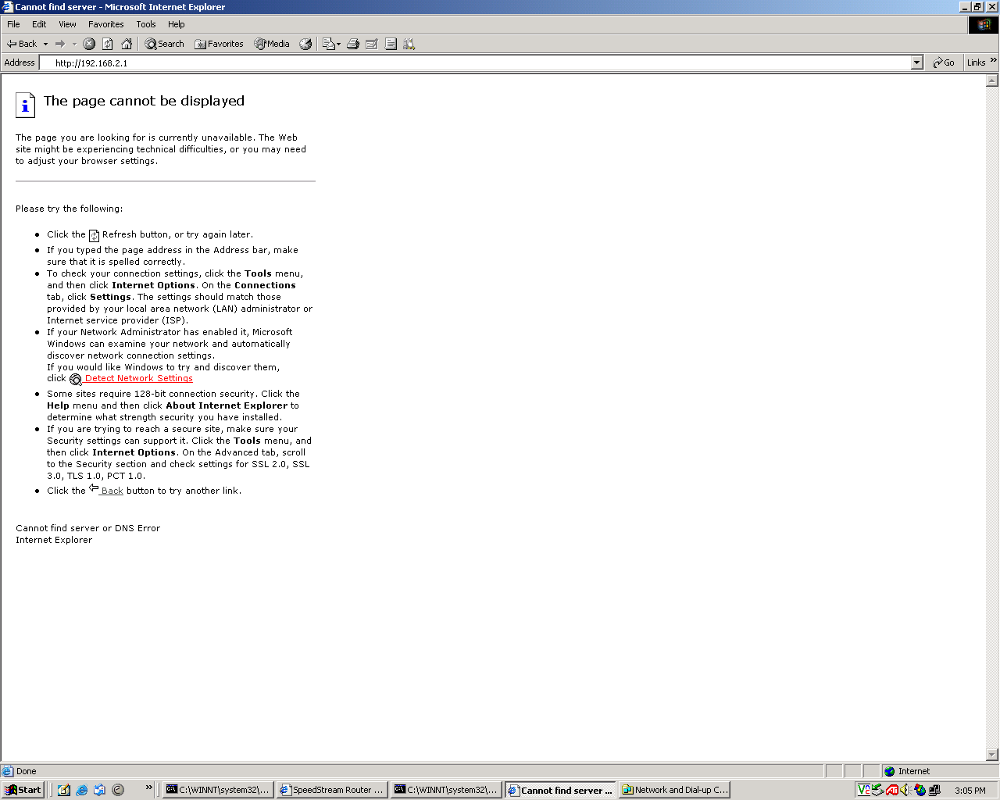 Cannot find server - Microsoft Internet Explorer
File Edit View Favorites Tools Help
Back Search Favorites Media
Address http://192.168.2.1 Go Links »
The page cannot be displayed
The page you are looking for is currently unavailable. The Web
site might be experiencing technical difficulties, or you may need
to adjust your browser settings.
Please try the following:
Click the Refresh button, or try again later.
If you typed the page address in the Address bar, make
sure that it is spelled correctly.
To check your connection settings, click the Tools menu,
and then click Internet Options. On the Connections
tab, click Settings. The settings should match those
provided by your local area network (LAN) administrator or
Internet service provider (ISP).
If your Network Administrator has enabled it, Microsoft
Windows can examine your network and automatically
discover network connection settings.
If you would like Windows to try and discover them,
click Detect Network Settings
Some sites require 128-bit connection security. Click the
Help menu and then click About Internet Explorer to
determine what strength security you have installed.
If you are trying to reach a secure site, make sure your
Security settings can support it. Click the Tools menu, and
then click Internet Options. On the Advanced tab, scroll
to the Security section and check settings for SSL 2.0, SSL
3.0, TLS 1.0, PCT 1.0.
Click the Back button to try another link.
Cannot find server or DNS Error
Internet Explorer
Done Internet
Start » C:\WINNT\system32\... SpeedStream Router ... C:\WINNT\system32\... Cannot find server ... Network and Dial-up C... 3:05 PM